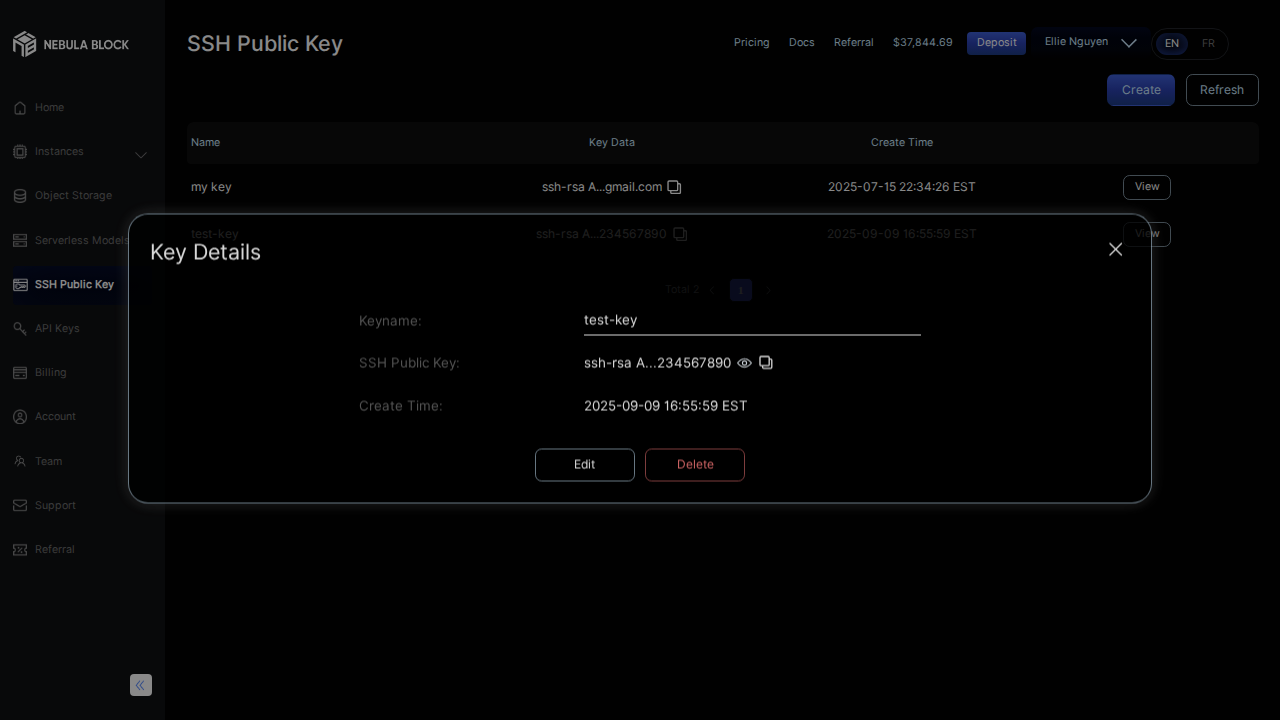 NEBULA BLOCK
SSH Public Key
Pricing
Docs
Referral
$37,844.69
Deposit
Ellie Nguyen
EN
FR
Create
Refresh
Home
Instances
Object Storage
Serverless Models
SSH Public Key
API Keys
Billing
Account
Team
Support
Referral
Name
Key Data
Create Time
my key
ssh-rsa A...gmail.com
2025-07-15 22:34:26 EST
View
test-key
ssh-rsa A...234567890
2025-09-09 16:55:59 EST
View
Total 2
1
Key Details
Keyname:
test-key
SSH Public Key:
ssh-rsa A...234567890
Create Time:
2025-09-09 16:55:59 EST
Edit
Delete